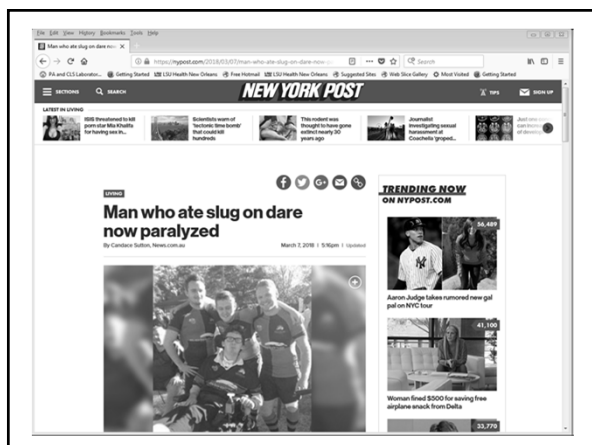 File Edit View History Bookmarks Tools Help
Man who ate slug on dare now
https://nypost.com/2018/03/07/man-who-ate-slug-on-dare-now
Search
PA and CLS Laborator... Getting Started LSU Health New Orleans Free Hotmail LSU Health New Orleans Suggested Sites Web Slice Gallery Most Visited Getting Started
SECTIONS SEARCH NEW YORK POST TIPS SIGN UP
LATEST IN LIVING
ISIS threatened to kill
porn star Mia Khalifa
for having sex in...
Scientists warn of
'tectonic time bomb'
that could kill
hundreds
This rodent was
thought to have gone
extinct nearly 30
years ago
Journalist
investigating sexual
harassment at
Coachella 'groped...
Just one
can increase
of
LIVING
Man who ate slug on dare
now paralyzed
By Candace Sutton, News.com.au March 7, 2018 | 5:16pm | Updated
TRENDING NOW
ON NYPOST.COM
56,489
Aaron Judge takes rumored new gal
pal on NYC tour
41,100
Woman fined $500 for saving free
airplane snack from Delta
33,770